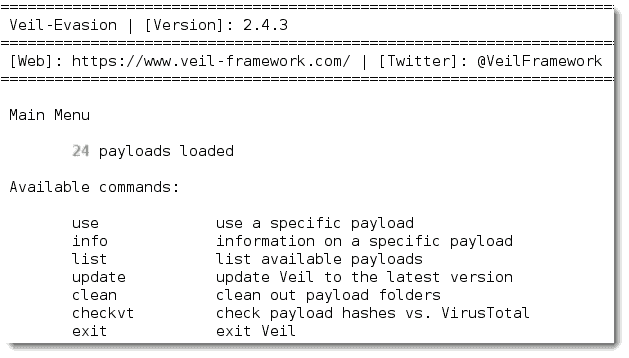 =========================================================================
Veil-Evasion | [Version]: 2.4.3
=========================================================================
[Web]: https://www.veil-framework.com/ | [Twitter]: @VeilFramework
=========================================================================
Main Menu
24 payloads loaded
Available commands:
use use a specific payload
info information on a specific payload
list list available payloads
update update Veil to the latest version
clean clean out payload folders
checkvt check payload hashes vs. VirusTotal
exit exit Veil